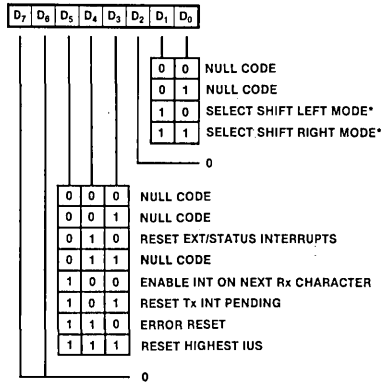 D7 D6 D5 D4 D3 D2 D1 D0
0 0 NULL CODE
0 1 NULL CODE
1 0 SELECT SHIFT LEFT MODE*
1 1 SELECT SHIFT RIGHT MODE*
0
0 0 0 NULL CODE
0 0 1 NULL CODE
0 1 0 RESET EXT/STATUS INTERRUPTS
0 1 1 NULL CODE
1 0 0 ENABLE INT ON NEXT Rx CHARACTER
1 0 1 RESET Tx INT PENDING
1 1 0 ERROR RESET
1 1 1 RESET HIGHEST IUS
0